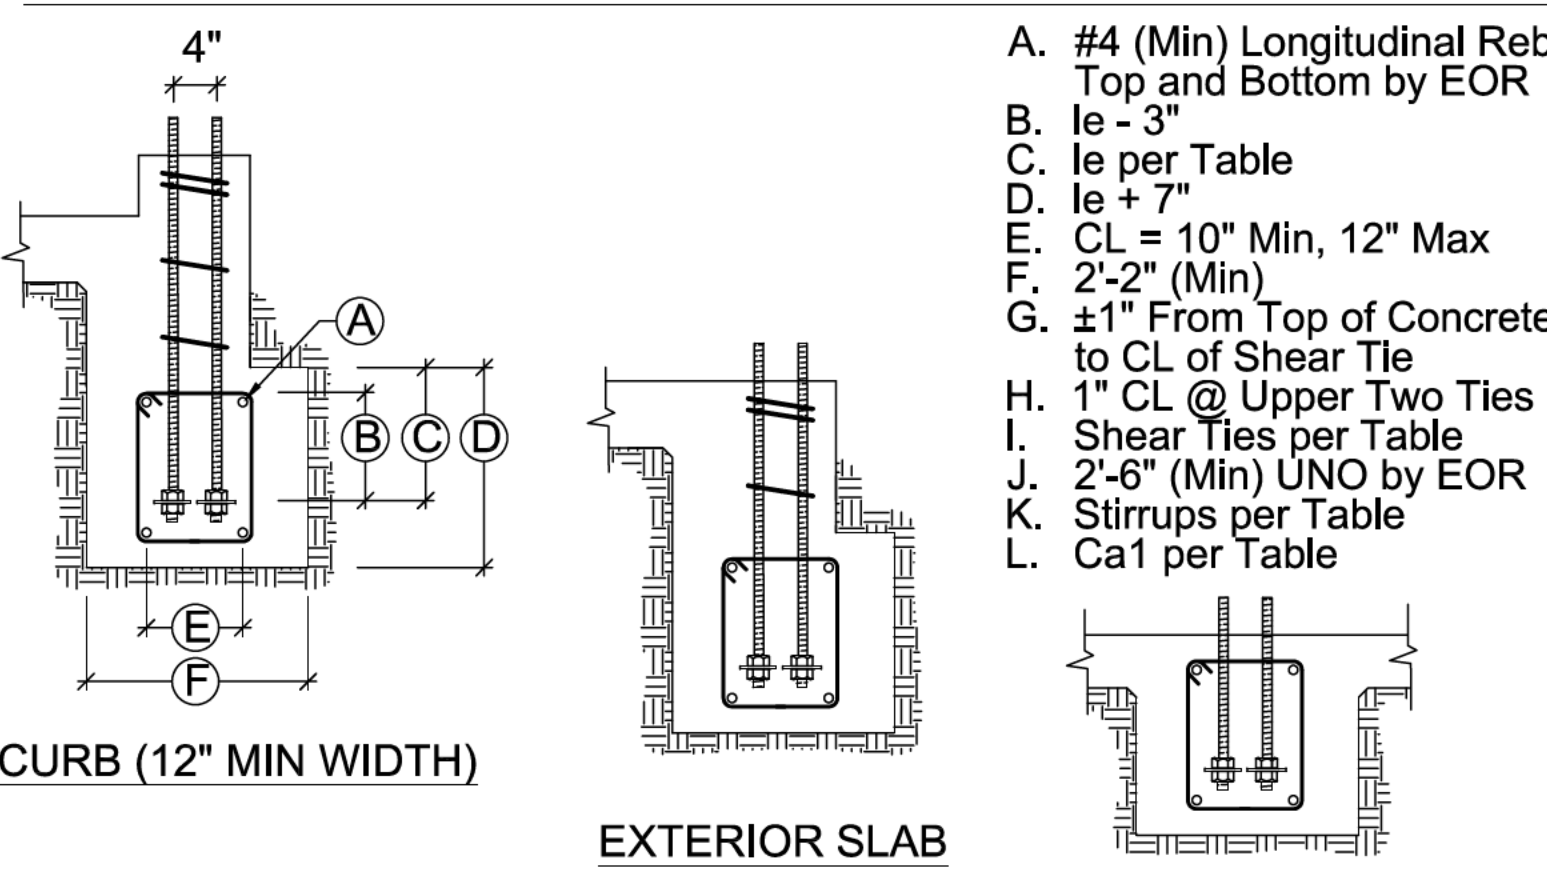 4"
A. #4 (Min) Longitudinal Reb
Top and Bottom by EOR
B. le - 3"
C. le per Table
D. le + 7"
E. CL = 10" Min, 12" Max
F. 2'-2" (Min)
G. ±1" From Top of Concrete
to CL of Shear Tie
H. 1" CL @ Upper Two Ties
I. Shear Ties per Table
J. 2'-6" (Min) UNO by EOR
K. Stirrups per Table
L. Ca1 per Table
A
B C D
E
F
CURB (12" MIN WIDTH)
EXTERIOR SLAB